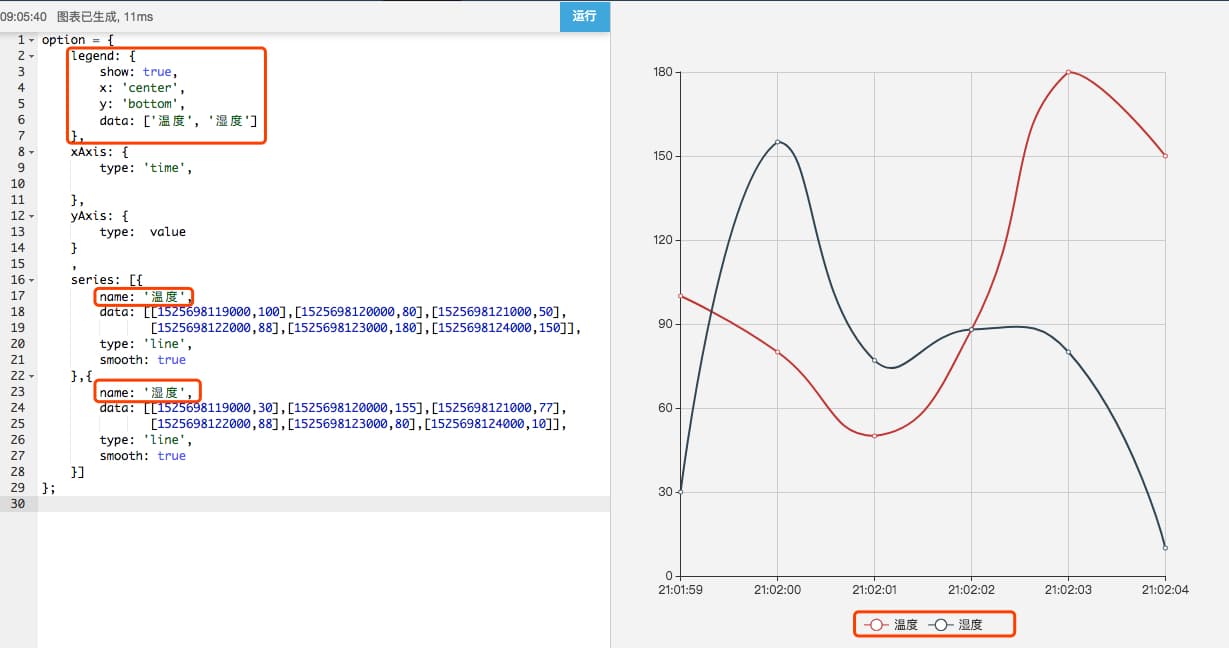 09:05:40 图表已生成, 11ms
运行
1 option = {
2 legend: {
3 show: true,
4 x: 'center',
5 y: 'bottom',
6 data: ['温度', '湿度']
7 },
8 xAxis: {
9 type: 'time',
10
11 },
12 yAxis: {
13 type: value
14 }
15 ,
16 series: [{
17 name: '温度',
18 data: [[1525698119000,100],[1525698120000,80],[1525698121000,50],
19 [1525698122000,88],[1525698123000,180],[1525698124000,150]],
20 type: 'line',
21 smooth: true
22 },{
23 name: '湿度',
24 data: [[1525698119000,30],[1525698120000,155],[1525698121000,77],
25 [1525698122000,88],[1525698123000,80],[1525698124000,10]],
26 type: 'line',
27 smooth: true
28 }]
29 };
30
180
150
120
90
60
30
0
21:01:59 21:02:00 21:02:01 21:02:02 21:02:03 21:02:04
温度 湿度